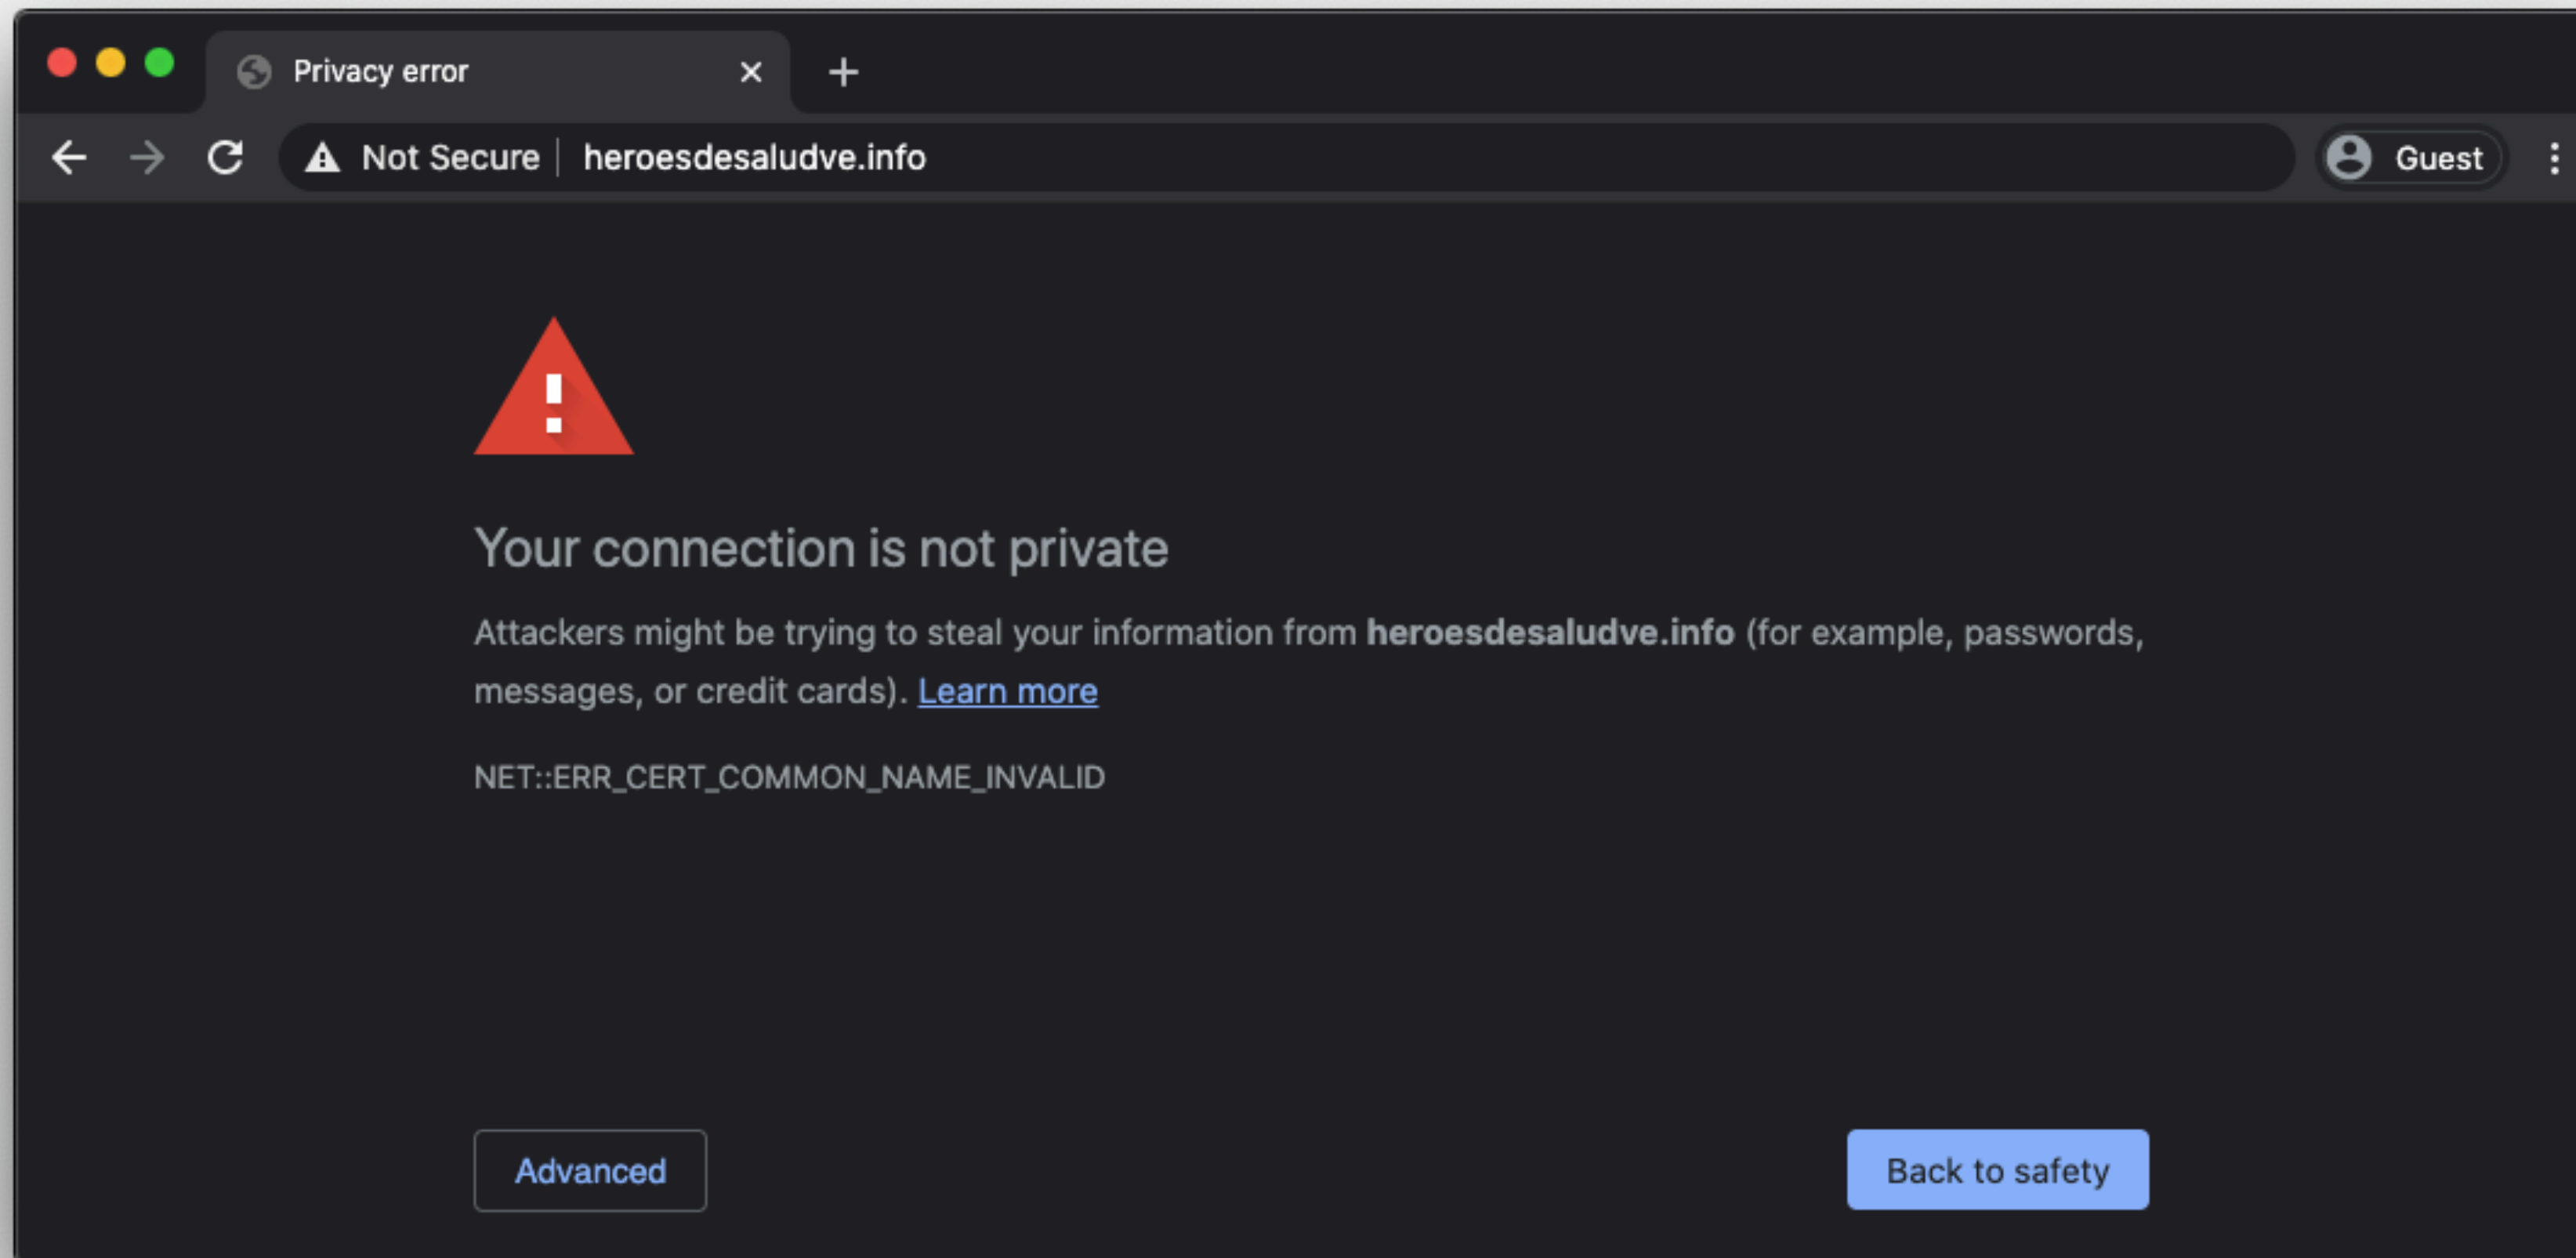 Privacy error
Not Secure heroesdesaludve.info Guest
Your connection is not private
Attackers might be trying to steal your information from heroesdesaludve.info (for example, passwords,
messages, or credit cards). Learn more
NET::ERR_CERT_COMMON_NAME_INVALID
Advanced Back to safety